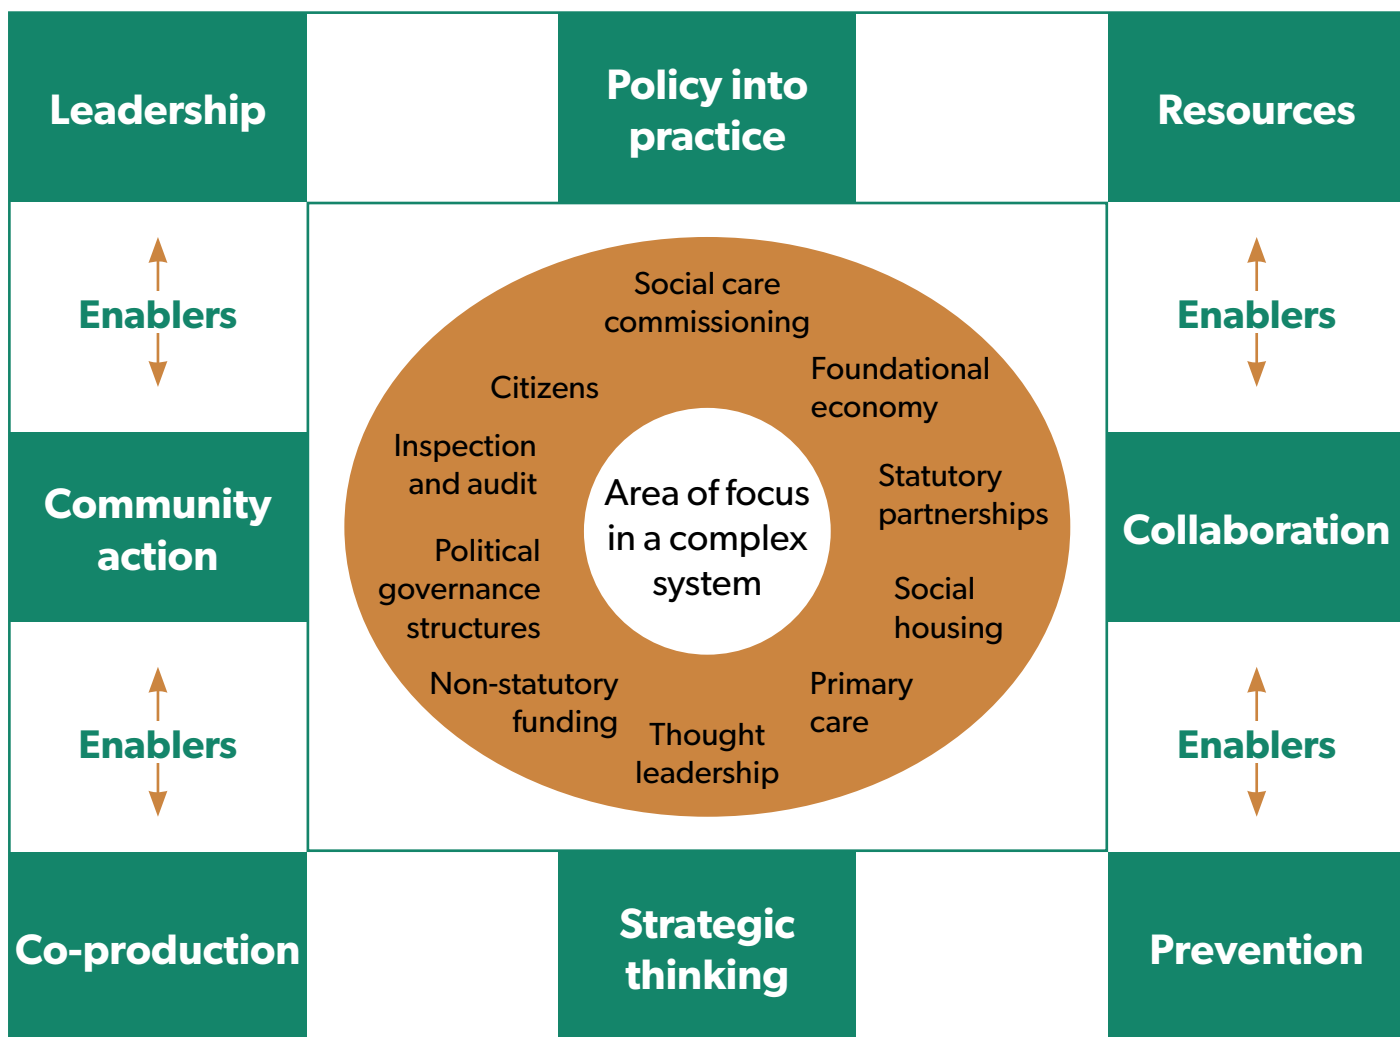 Leadership
Policy into
practice
Resources
Enablers
Enablers
Social care
commissioning
Foundational
economy
Citizens
Inspection
and audit
Statutory
partnerships
Area of focus
in a complex
system
Community
action
Collaboration
Political
governance
structures
Social
housing
Non-statutory
funding
Primary
care
Thought
leadership
Enablers
Enablers
Co-production
Strategic
thinking
Prevention